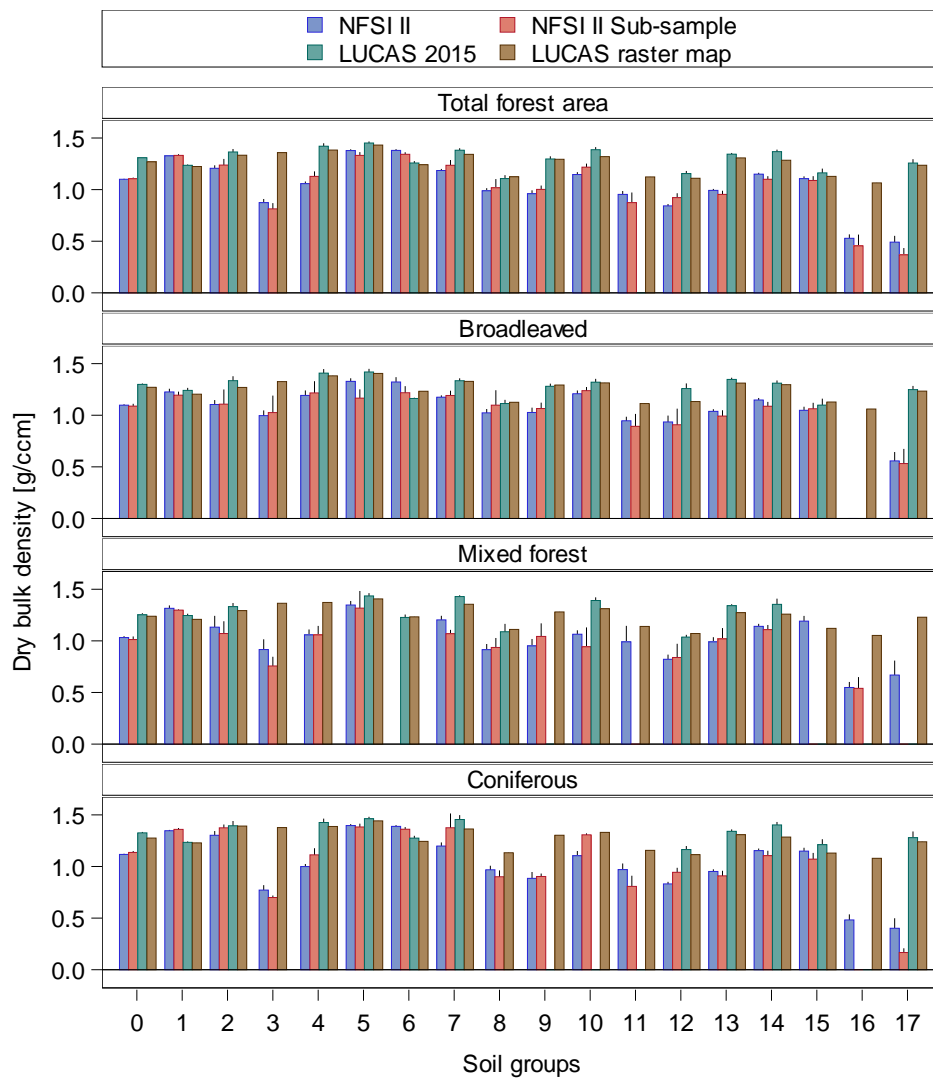 NFSI II NFSI II Sub-sample
LUCAS 2015 LUCAS raster map
Total forest area
1.5
1.0
0.5
0.0
Broadleaved
1.5
1.0
0.5
0.0
Mixed forest
1.5
1.0
0.5
0.0
Coniferous
1.5
1.0
0.5
0.0
Dry bulk density [g/ccm]
0 1 2 3 4 5 6 7 8 9 10 11 12 13 14 15 16 17
Soil groups